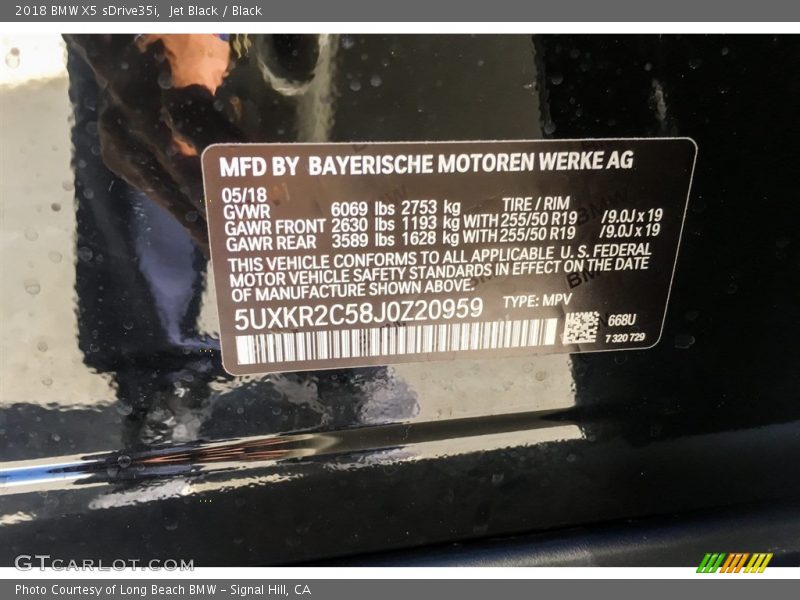 2018 BMW X5 sDrive35i,  Jet Black / Black
MFD BY BAYERISCHE MOTOREN WERKE AG
05/18
GVWR 6069 lbs 2753 kg TIRE / RIM
GAWR FRONT 2630 lbs 1193 kg WITH 255/50 R19 /9.0J x 19
GAWR REAR 3589 lbs 1628 kg WITH 255/50 R19 /9.0J x 19
THIS VEHICLE CONFORMS TO ALL APPLICABLE U. S. FEDERAL
MOTOR VEHICLE SAFETY STANDARDS IN EFFECT ON THE DATE
OF MANUFACTURE SHOWN ABOVE.
5UXKR2C58J0Z20959 TYPE: MPV
668U
7 320 729
GTCARLOT.COM
Photo Courtesy of Long Beach BMW - Signal Hill, CA